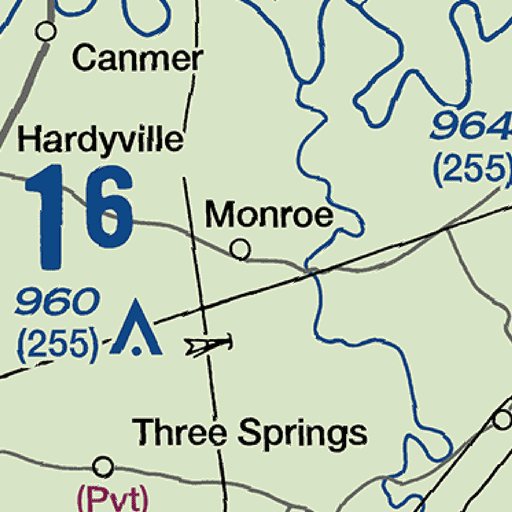 Canmer
Hardyville
964
(255)
16
Monroe
960
(255)
Three Springs
(Pvt)